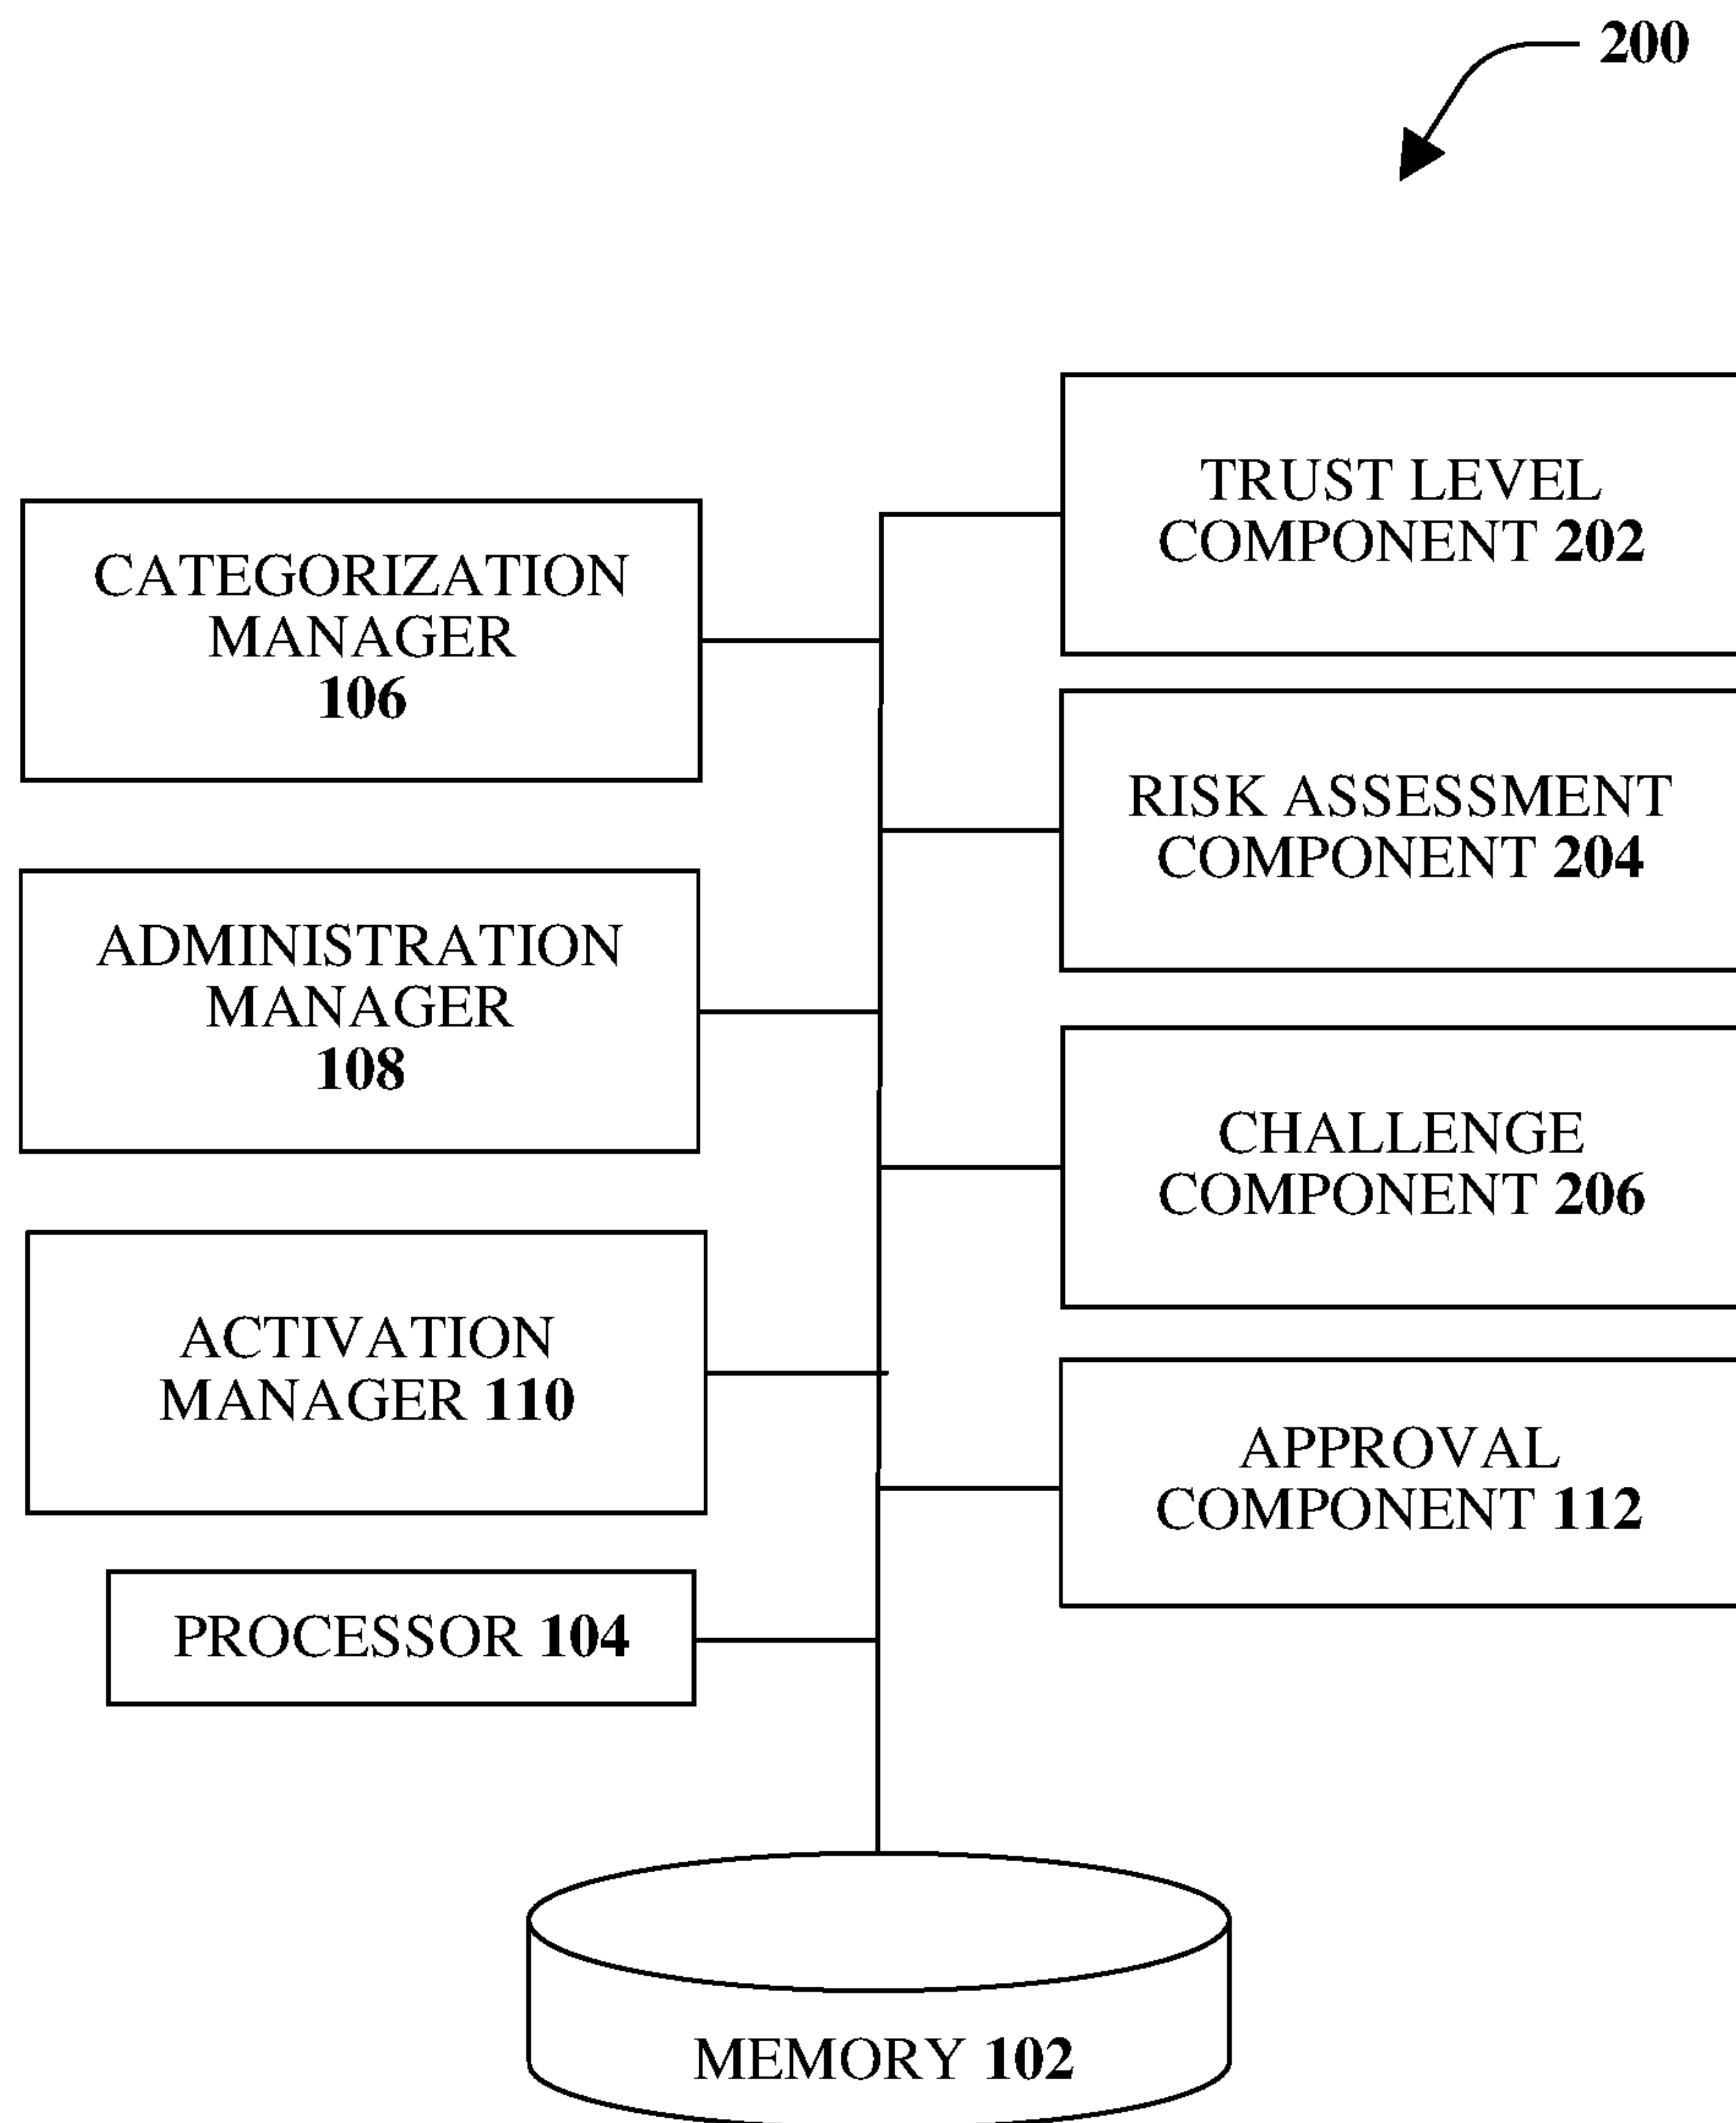 200
CATEGORIZATION
MANAGER
106
ADMINISTRATION
MANAGER
108
ACTIVATION
MANAGER 110
PROCESSOR 104
TRUST LEVEL
COMPONENT 202
RISK ASSESSMENT
COMPONENT 204
CHALLENGE
COMPONENT 206
APPROVAL
COMPONENT 112
MEMORY 102